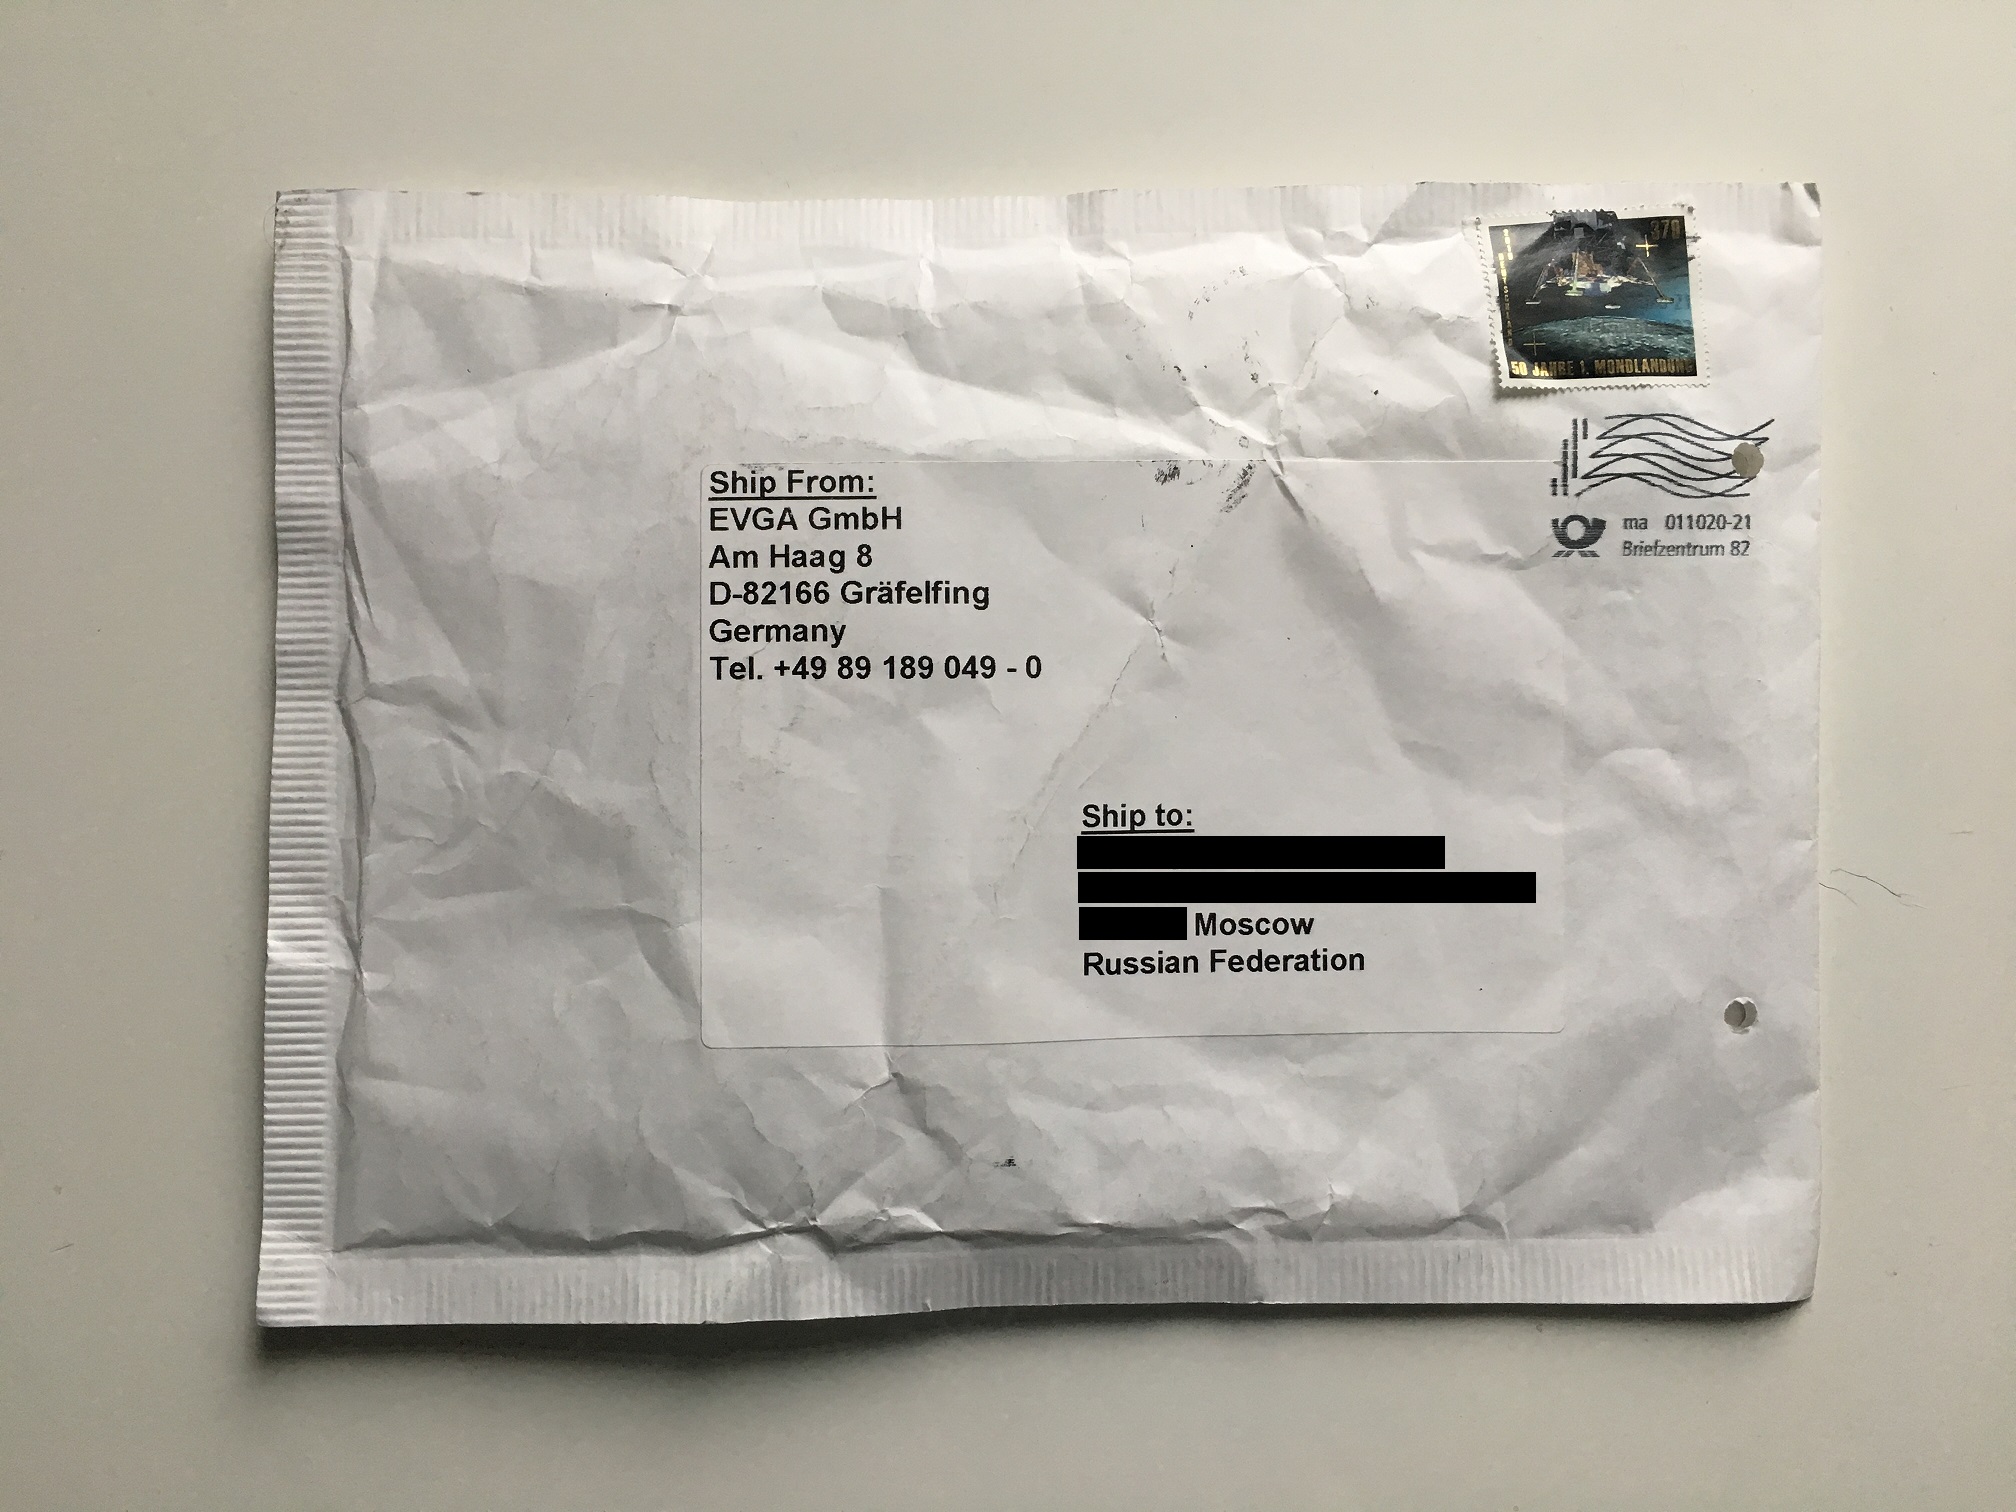 370
50 JAHRE 1. MONDLANDUNG
ma 011020-21
Briefzentrum 82
Ship From:
EVGA GmbH
Am Haag 8
D-82166 Gräfelfing
Germany
Tel. +49 89 189 049 - 0
Ship to:
Moscow
Russian Federation